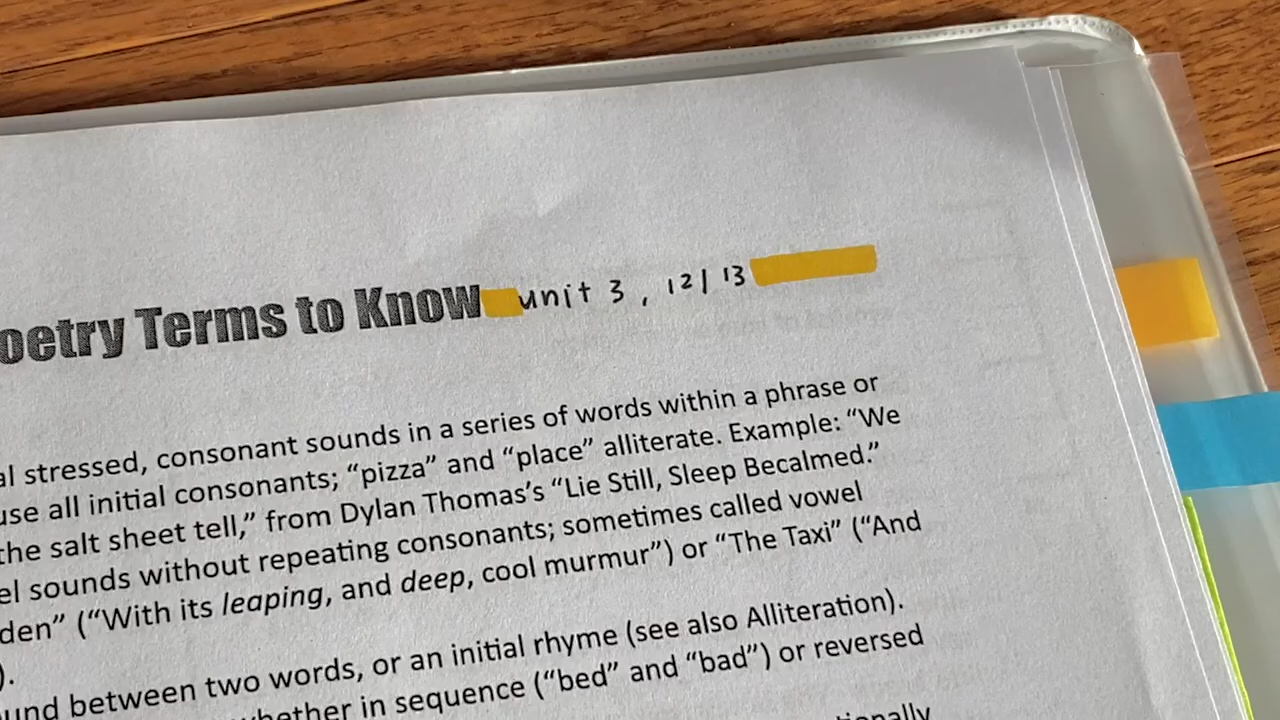 oetry Terms to Know unit 3, 12/13
al stressed, consonant sounds in a series of words within a phrase or
use all initial consonants; “pizza” and “place” alliterate. Example: “We
the salt sheet tell,” from Dylan Thomas’s “Lie Still, Sleep Becalmed.”
el sounds without repeating consonants; sometimes called vowel
den” (“With its leaping, and deep, cool murmur”) or “The Taxi” (“And
).
und between two words, or an initial rhyme (see also Alliteration).
whether in sequence (“bed” and “bad”) or reversed
tionally